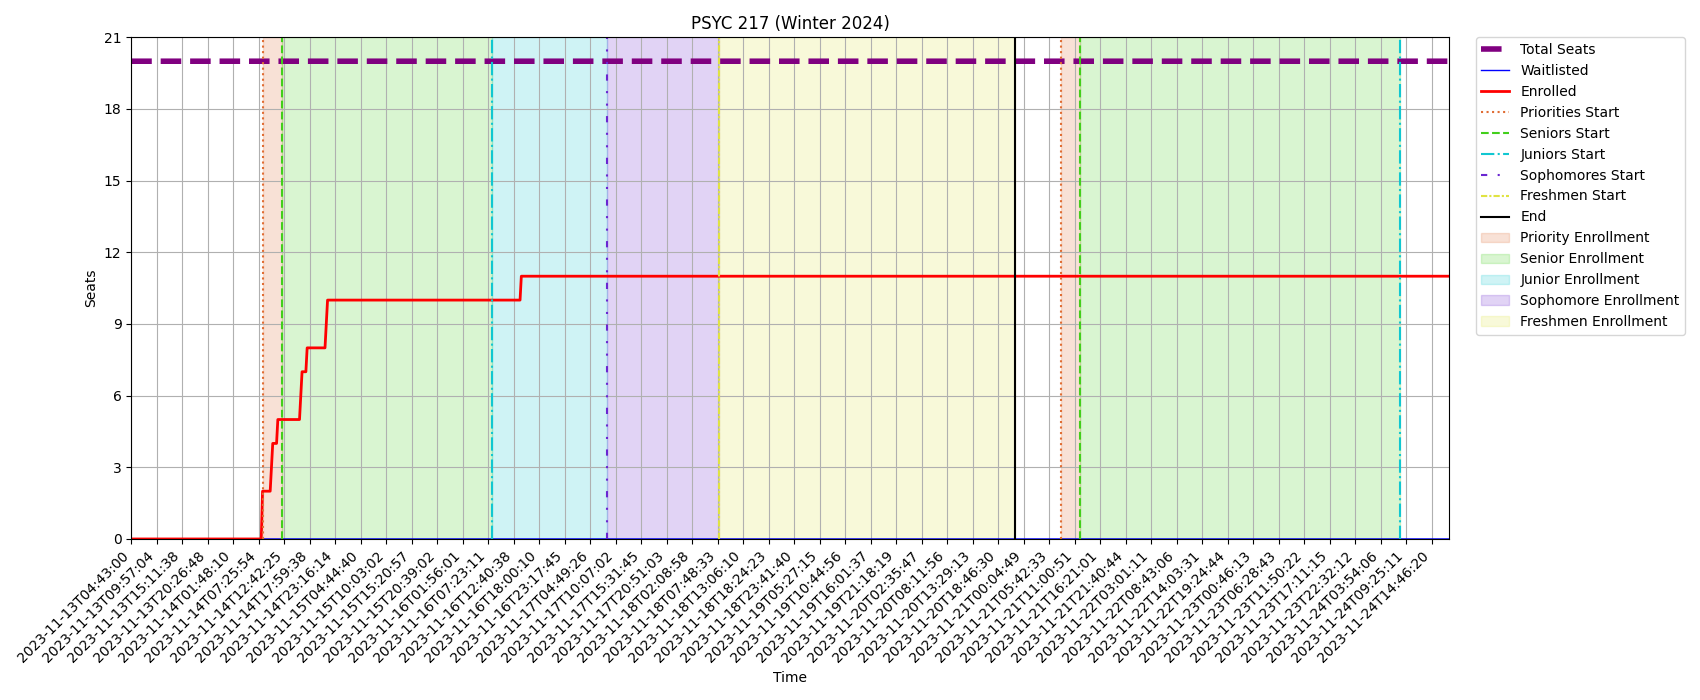 PSYC 217 (Winter 2024)
21
18
15
12
9
6
3
0
Seats
2023-11-13T04:43:00
2023-11-13T09:57:04
2023-11-13T15:11:38
2023-11-13T20:26:48
2023-11-14T01:48:10
2023-11-14T07:25:54
2023-11-14T12:42:25
2023-11-14T17:59:38
2023-11-14T23:16:14
2023-11-15T04:44:40
2023-11-15T10:03:02
2023-11-15T15:20:57
2023-11-15T20:39:02
2023-11-16T01:56:01
2023-11-16T07:23:11
2023-11-16T12:40:38
2023-11-16T18:00:10
2023-11-16T23:17:45
2023-11-17T04:49:26
2023-11-17T10:07:02
2023-11-17T15:31:45
2023-11-17T20:51:03
2023-11-18T02:08:58
2023-11-18T07:48:33
2023-11-18T13:06:10
2023-11-18T18:24:23
2023-11-18T23:41:40
2023-11-19T05:27:15
2023-11-19T10:44:56
2023-11-19T16:01:37
2023-11-19T21:18:19
2023-11-20T02:35:47
2023-11-20T08:11:56
2023-11-20T13:29:13
2023-11-20T18:46:30
2023-11-21T00:04:49
2023-11-21T05:42:33
2023-11-21T11:00:51
2023-11-21T16:21:01
2023-11-21T21:40:44
2023-11-22T03:01:11
2023-11-22T08:43:06
2023-11-22T14:03:31
2023-11-22T19:24:44
2023-11-23T00:46:13
2023-11-23T06:28:43
2023-11-23T11:50:22
2023-11-23T17:11:15
2023-11-23T22:32:12
2023-11-24T03:54:06
2023-11-24T09:25:11
2023-11-24T14:46:20
Time
Total Seats
Waitlisted
Enrolled
Priorities Start
Seniors Start
Juniors Start
Sophomores Start
Freshmen Start
End
Priority Enrollment
Senior Enrollment
Junior Enrollment
Sophomore Enrollment
Freshmen Enrollment